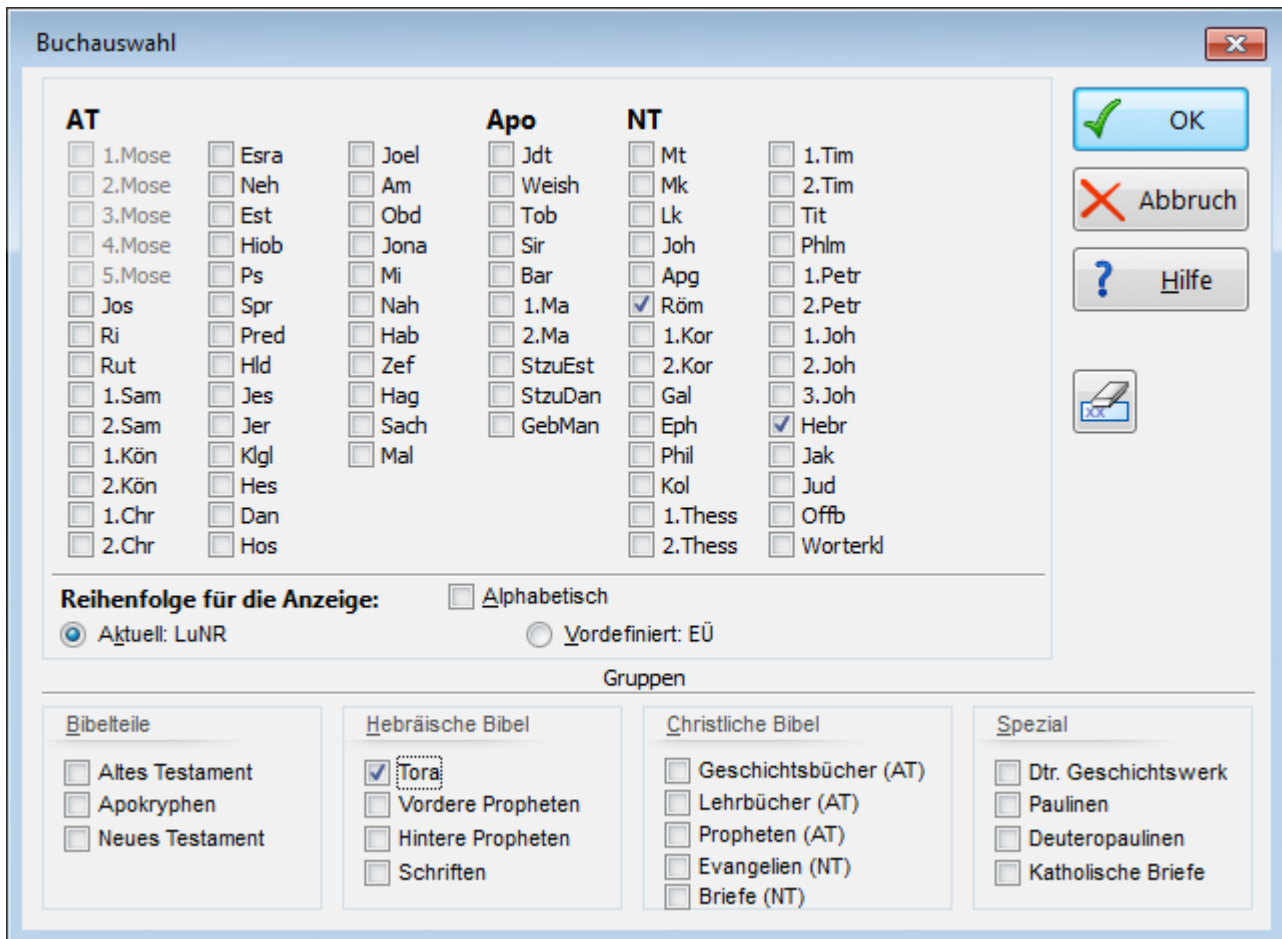 Buchauswahl
AT Apo NT
1.Mose Esra Joel Jdt Mt 1.Tim
2.Mose Neh Am Weish Mk 2.Tim
3.Mose Est Obd Tob Lk Tit
4.Mose Hiob Jona Sir Joh Phlm
5.Mose Ps Mi Bar Apg 1.Petr
Jos Spr Nah 1.Ma Röm 2.Petr
Ri Pred Hab 2.Ma 1.Kor 1.Joh
Rut Hld Zef StzuEst 2.Kor 2.Joh
1.Sam Jes Hag StzuDan Gal 3.Joh
2.Sam Jer Sach GebMan Eph Hebr
1.Kön Klgl Mal Phil Jak
2.Kön Hes Kol Jud
1.Chr Dan 1.Thess Offb
2.Chr Hos 2.Thess Worterkl
OK
Abbruch
Hilfe
xx
Reihenfolge für die Anzeige: Alphabetisch
Aktuell: LuNR Vordefiniert: EÜ
Gruppen
Bibelteile
Altes Testament
Apokryphen
Neues Testament
Hebräische Bibel
Tora
Vordere Propheten
Hintere Propheten
Schriften
Christliche Bibel
Geschichtsbücher (AT)
Lehrbücher (AT)
Propheten (AT)
Evangelien (NT)
Briefe (NT)
Spezial
Dtr. Geschichtswerk
Paulinen
Deuteropaulinen
Katholische Briefe